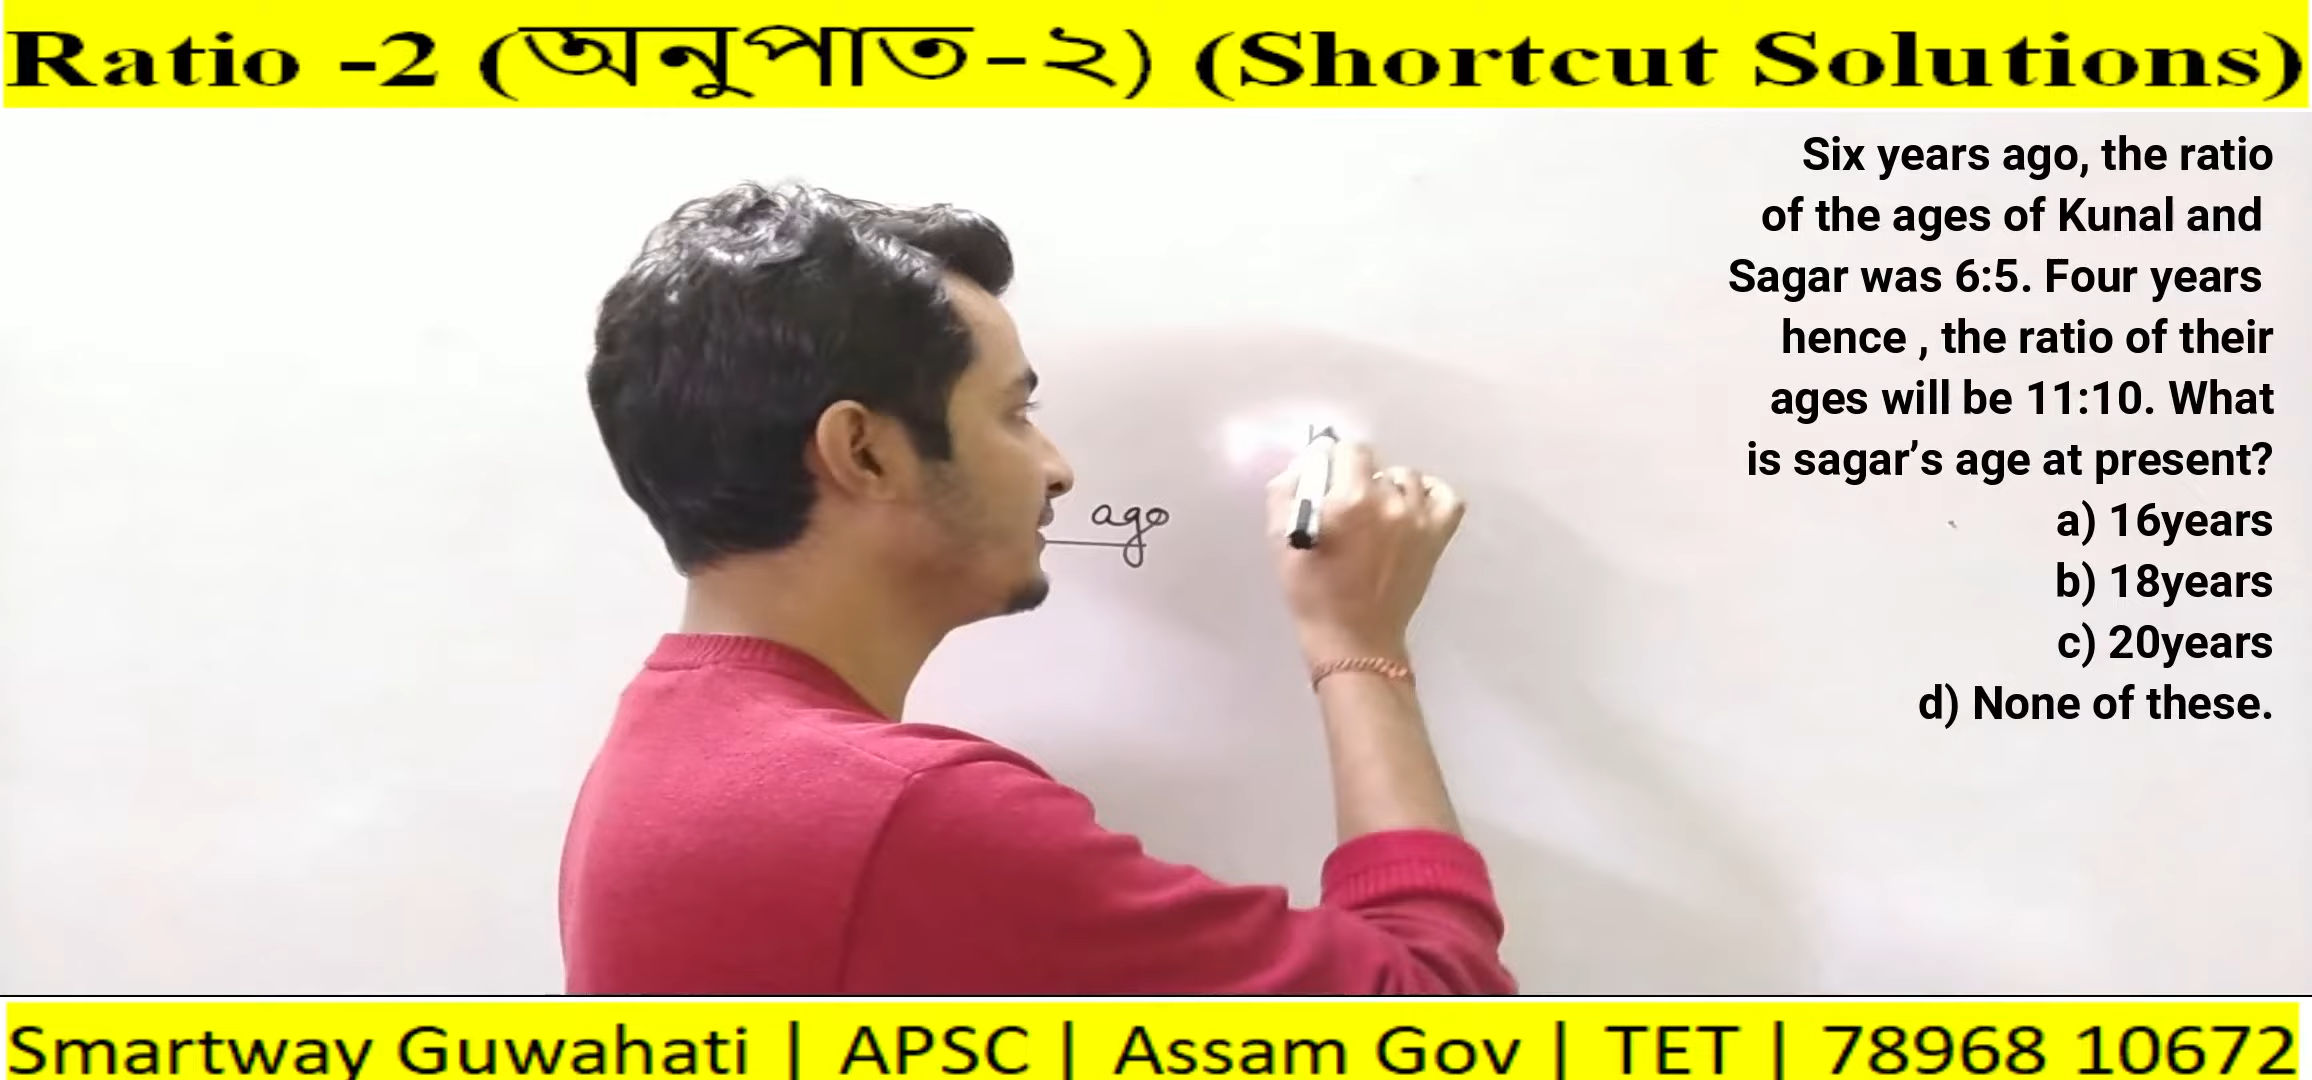 Ratio -2 (অনুপাত-২) (Shortcut Solutions)
Six years ago, the ratio
of the ages of Kunal and
Sagar was 6:5. Four years
hence , the ratio of their
ages will be 11:10. What
is sagar’s age at present?
a) 16years
b) 18years
c) 20years
d) None of these.
ago
Smartway Guwahati | APSC | Assam Gov | TET | 78968 10672